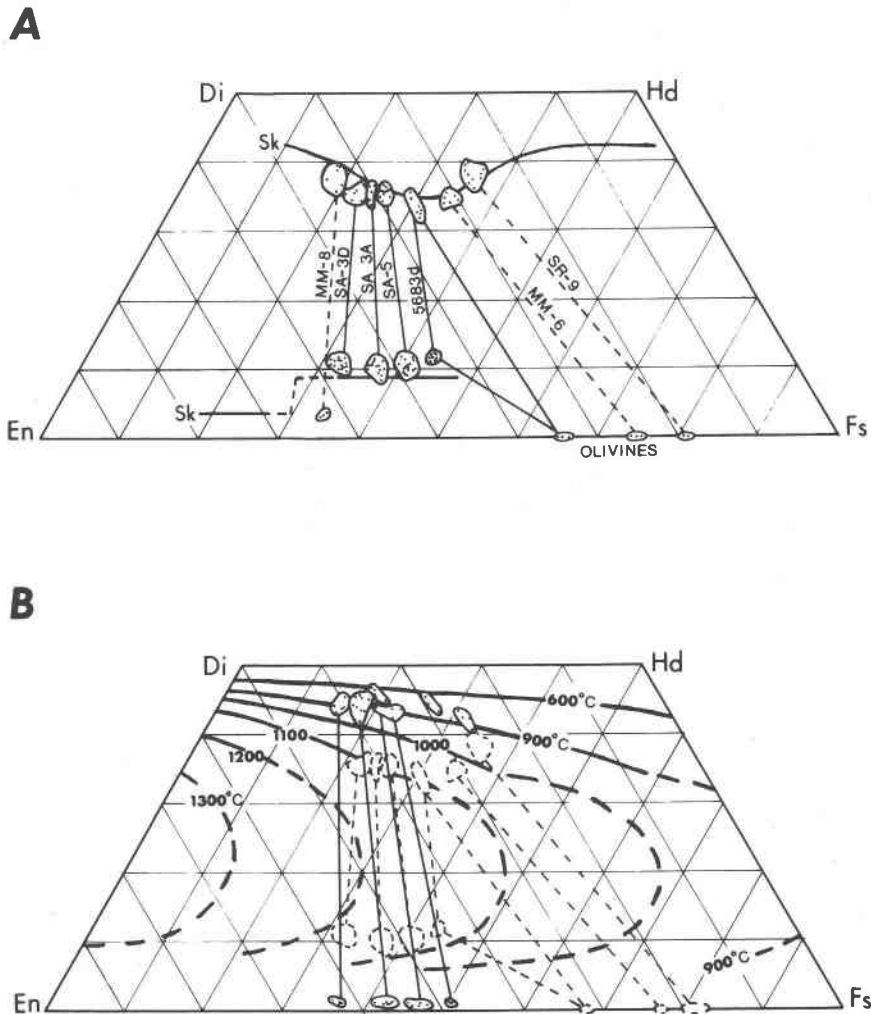 A
Di
Hd
Sk
MM-8
SA-3D
SA 3A
SA-5
5683d
SR-9
MM-6
Sk
En
Fs
OLIVINES
B
Di
Hd
600°C
900°C
1100
1000
1200
1300°C
900°C
En
Fs